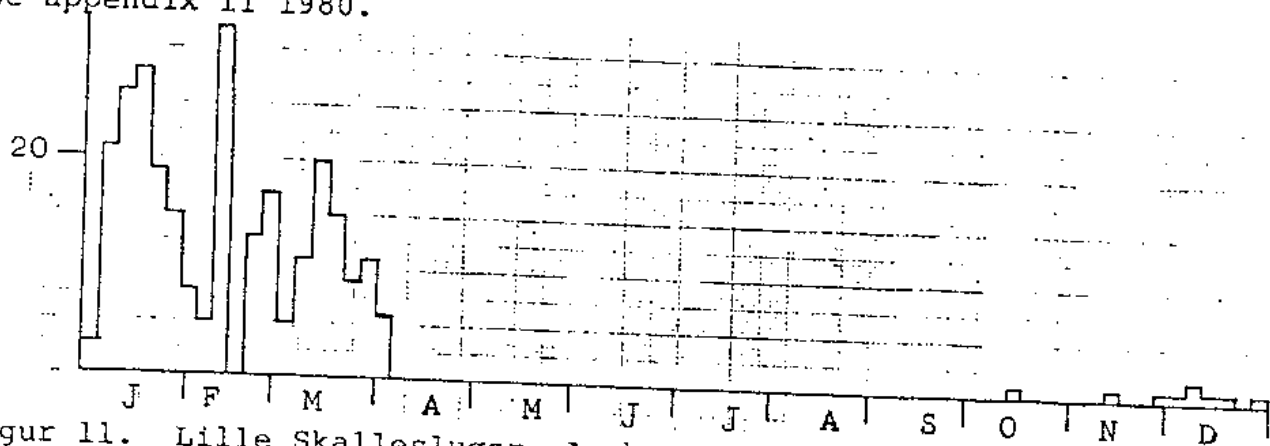 appendix II 1980.
20
J F M A M J J A S O N D
gur 11. Lille Skallesluger